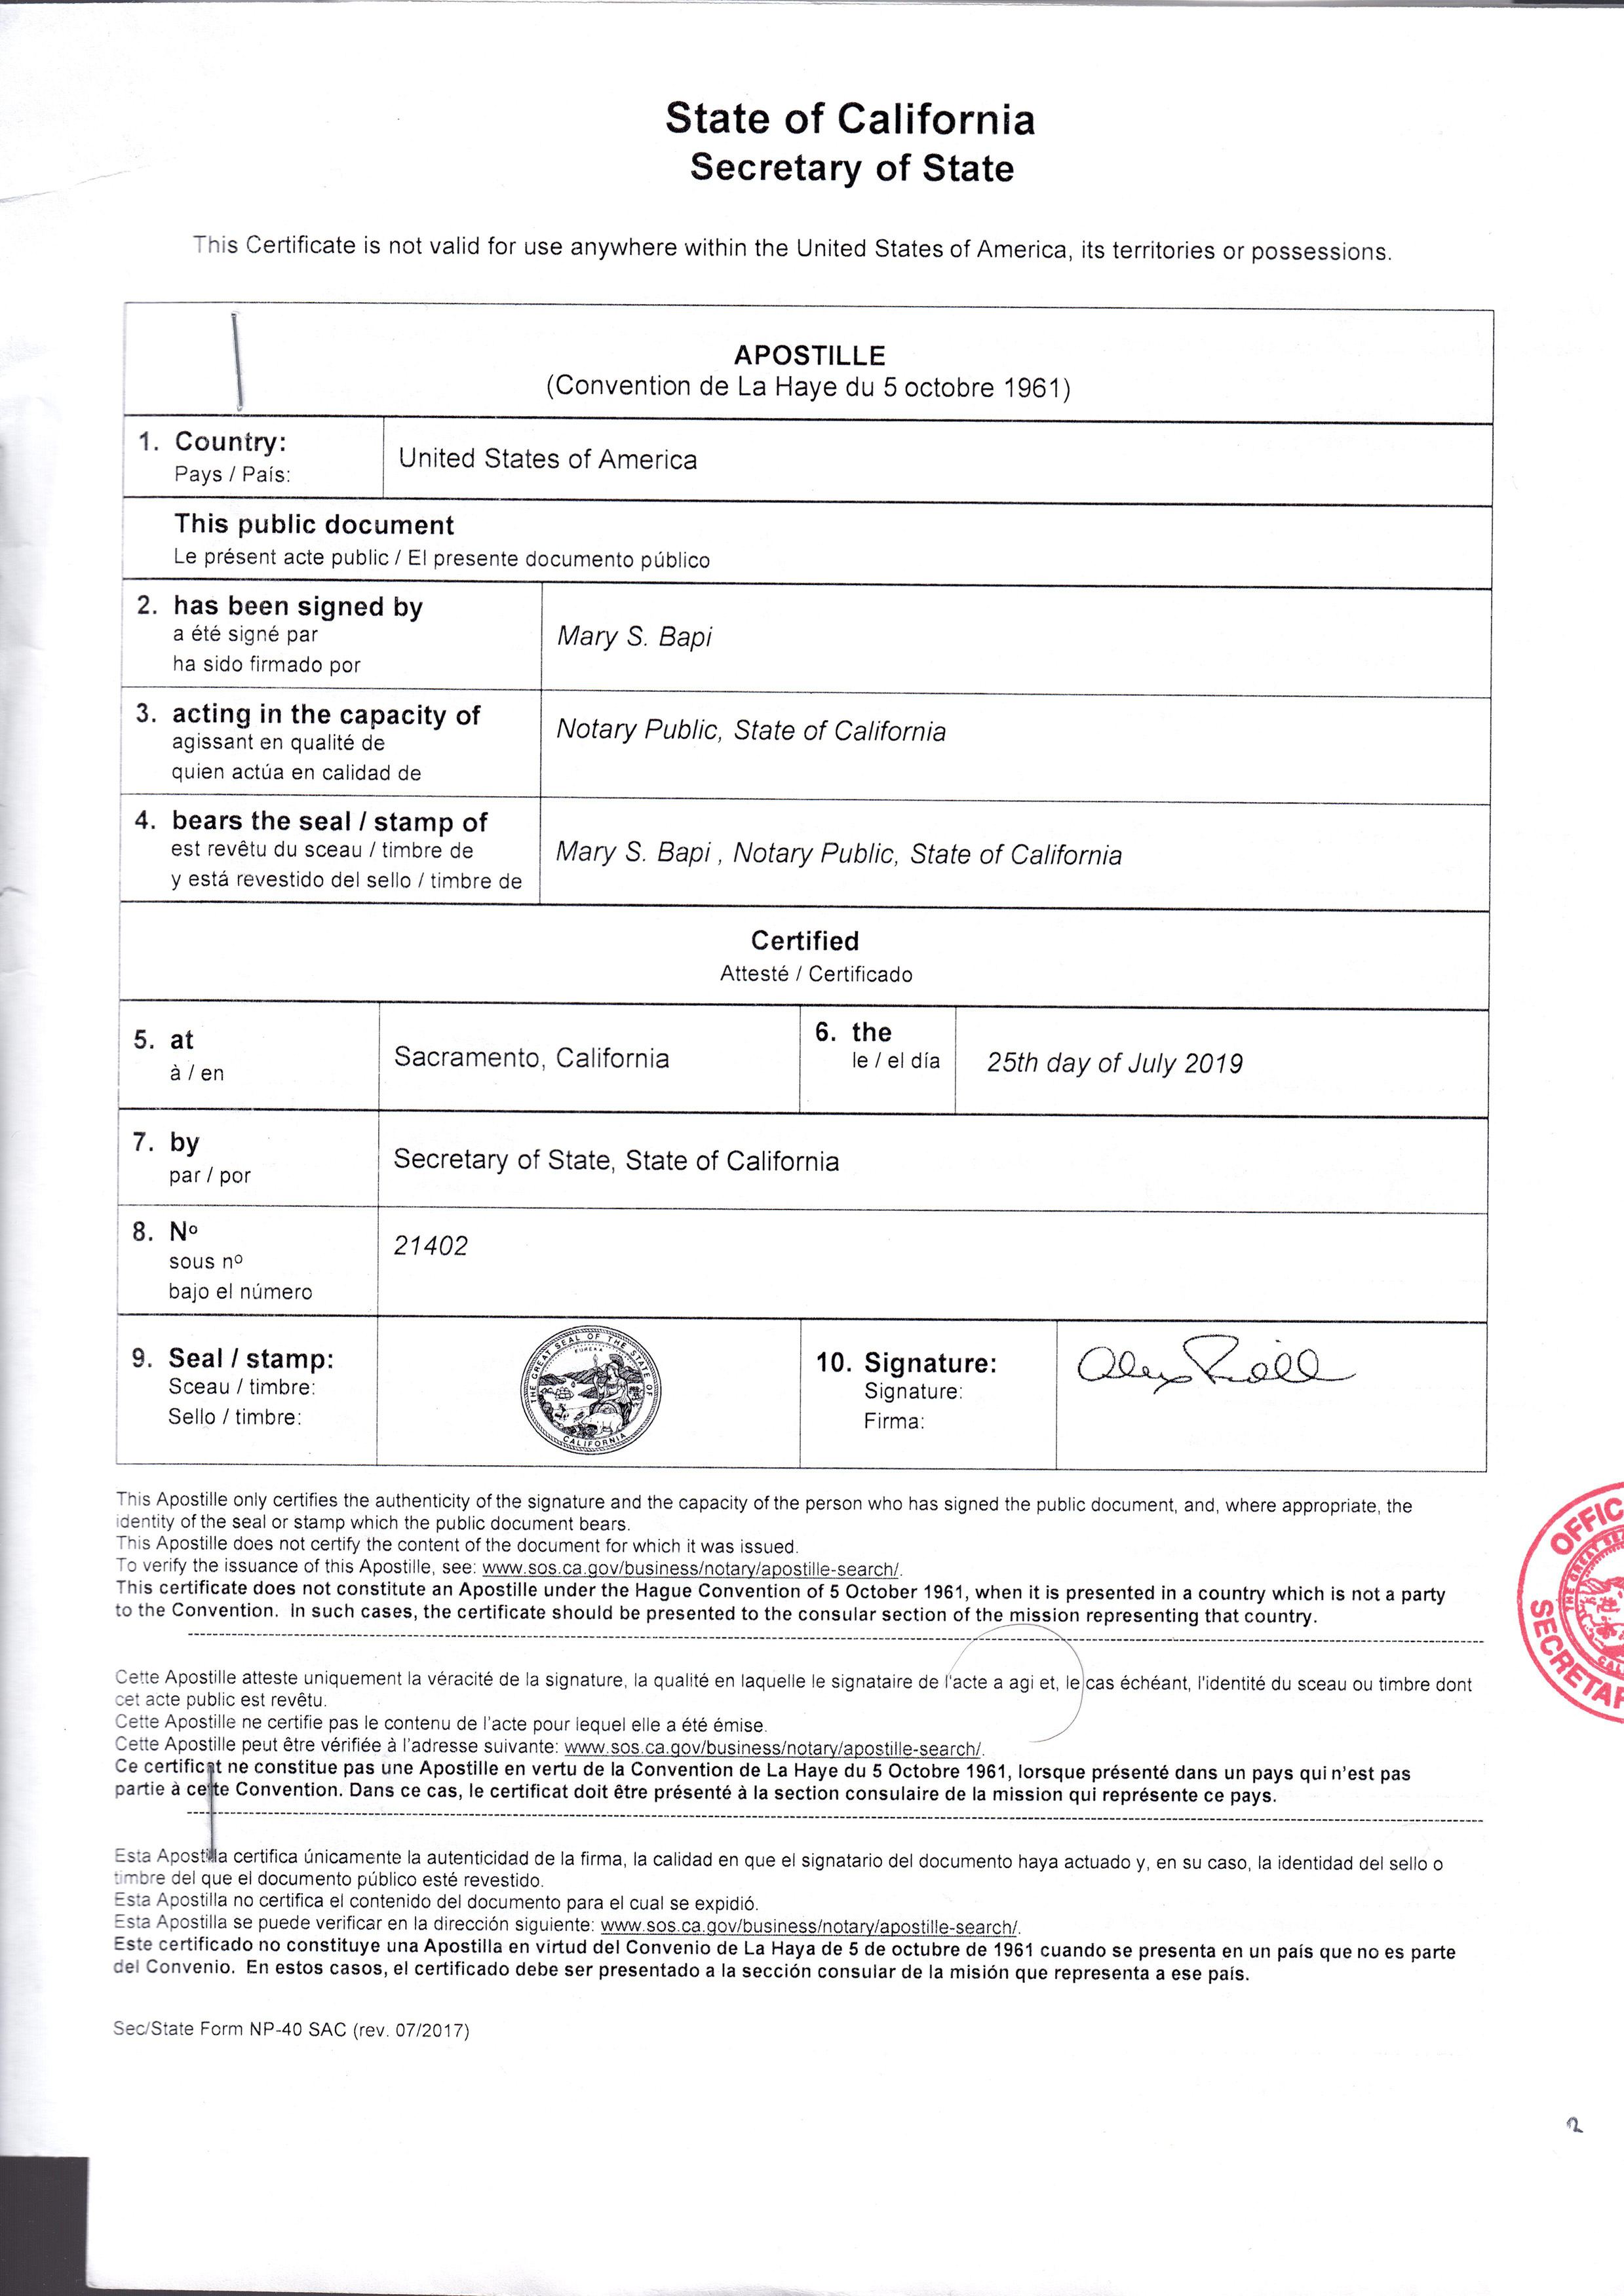 State of California
Secretary of State
This Certificate is not valid for use anywhere within the United States of America, its territories or possessions.
APOSTILLE
(Convention de La Haye du 5 octobre 1961)
1. Country:
Pays / País:
United States of America
This public document
Le présent acte public / El presente documento público
2. has been signed by
a été signé par
ha sido firmado por
Mary S. Bapi
3. acting in the capacity of
agissant en qualité de
quien actúa en calidad de
Notary Public, State of California
4. bears the seal / stamp of
est revêtu du sceau / timbre de
y está revestido del sello / timbre de
Mary S. Bapi , Notary Public, State of California
Certified
Attesté / Certificado
5. at
à / en
Sacramento, California
6. the
le / el día
25th day of July 2019
7. by
par / por
Secretary of State, State of California
8. Nº
sous nº
bajo el número
21402
9. Seal / stamp:
Sceau / timbre:
Sello / timbre:
THE GREAT SEAL OF THE STATE OF CALIFORNIA
EUREKA
10. Signature:
Signature:
Firma:
This Apostille only certifies the authenticity of the signature and the capacity of the person who has signed the public document, and, where appropriate, the
identity of the seal or stamp which the public document bears.
This Apostille does not certify the content of the document for which it was issued.
To verify the issuance of this Apostille, see: www.sos.ca.gov/business/notary/apostille-search/.
This certificate does not constitute an Apostille under the Hague Convention of 5 October 1961, when it is presented in a country which is not a party
to the Convention. In such cases, the certificate should be presented to the consular section of the mission representing that country.
OFFIC
SECRETAR
Cette Apostille atteste uniquement la véracité de la signature, la qualité en laquelle le signataire de l'acte a agi et, le cas échéant, l'identité du sceau ou timbre dont
cet acte public est revêtu.
Cette Apostille ne certifie pas le contenu de l'acte pour lequel elle a été émise.
Cette Apostille peut être vérifiée à l'adresse suivante: www.sos.ca.gov/business/notary/apostille-search/.
Ce certificat ne constitue pas une Apostille en vertu de la Convention de La Haye du 5 Octobre 1961, lorsque présenté dans un pays qui n'est pas
partie à cette Convention. Dans ce cas, le certificat doit être présenté à la section consulaire de la mission qui représente ce pays.
Esta Apostilla certifica únicamente la autenticidad de la firma, la calidad en que el signatario del documento haya actuado y, en su caso, la identidad del sello o
timbre del que el documento público esté revestido.
Esta Apostilla no certifica el contenido del documento para el cual se expidió.
Esta Apostilla se puede verificar en la dirección siguiente: www.sos.ca.gov/business/notary/apostille-search/.
Este certificado no constituye una Apostilla en virtud del Convenio de La Haya de 5 de octubre de 1961 cuando se presenta en un país que no es parte
del Convenio. En estos casos, el certificado debe ser presentado a la sección consular de la misión que representa a ese país.
Sec/State Form NP-40 SAC (rev. 07/2017)
2